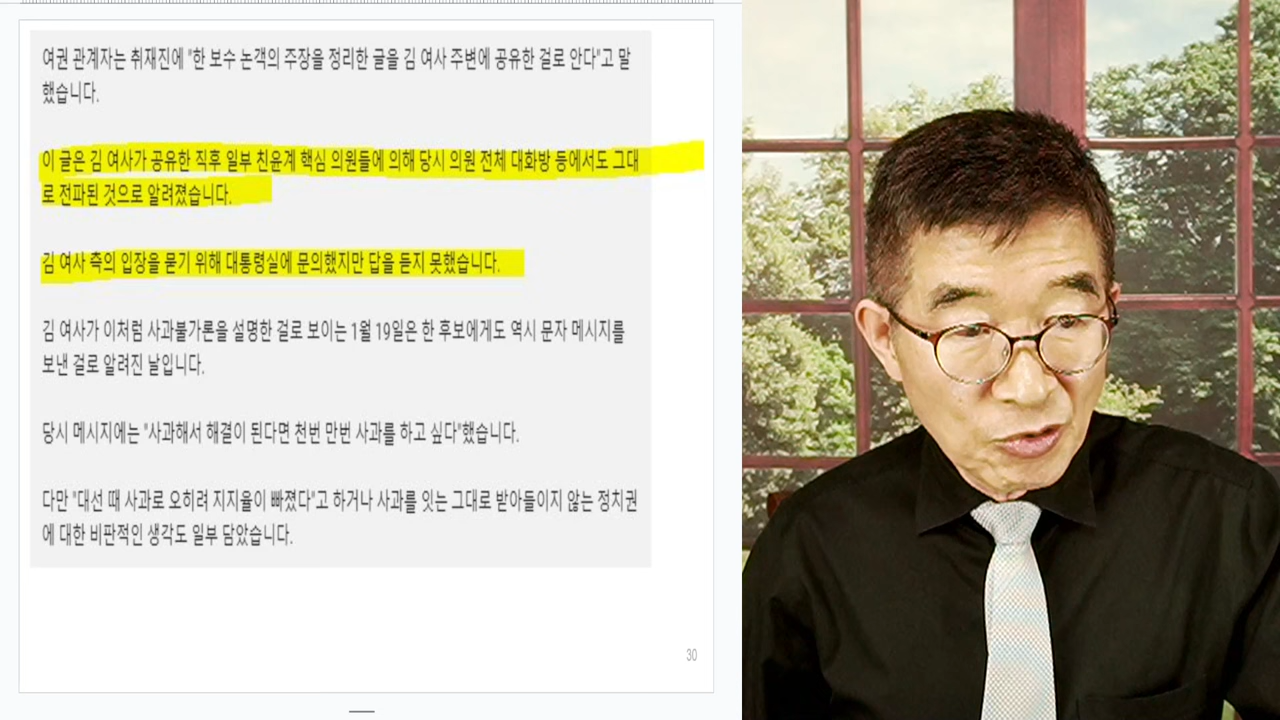 여권 관계자는 취재진에 "한 보수 논객의 주장을 정리한 글을 김 여사 주변에 공유한 걸로 안다"고 말
했습니다.
이 글은 김 여사가 공유한 직후 일부 친윤계 핵심 의원들에 의해 당시 의원 전체 대화방 등에서도 그대
로 전파된 것으로 알려졌습니다.
김 여사 측의 입장을 묻기 위해 대통령실에 문의했지만 답을 듣지 못했습니다.
김 여사가 이처럼 사과불가론을 설명한 걸로 보이는 1월 19일은 한 후보에게도 역시 문자 메시지를
보낸 걸로 알려진 날입니다.
당시 메시지에는 "사과해서 해결이 된다면 천번 만번 사과를 하고 싶다"했습니다.
다만 "대선 때 사과로 오히려 지지율이 빠졌다"고 하거나 사과를 잇는 그대로 받아들이지 않는 정치권
에 대한 비판적인 생각도 일부 담았습니다.
30